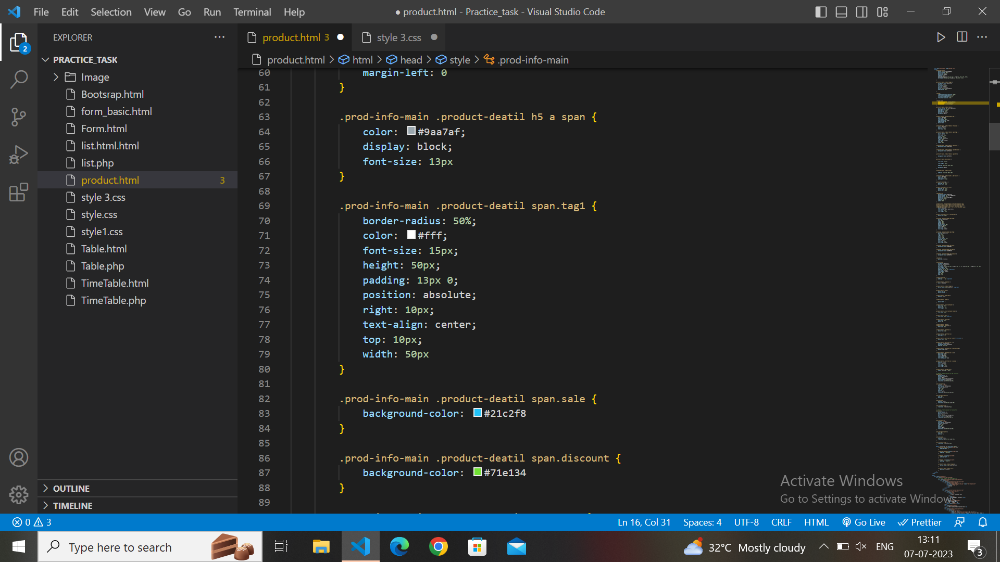 File Edit Selection View Go Run Terminal Help
● product.html - Practice_task - Visual Studio Code
EXPLORER
2
PRACTICE_TASK
Image
Bootsrap.html
form_basic.html
Form.html
list.html.html
list.php
product.html 3
style 3.css
style.css
style1.css
Table.html
Table.php
TimeTable.html
TimeTable.php
OUTLINE
TIMELINE
product.html 3
style 3.css
product.html > html > head > style > .prod-info-main
60 margin-left: 0
61 }
62
63 .prod-info-main .product-deatil h5 a span {
64 color: #9aa7af;
65 display: block;
66 font-size: 13px
67 }
68
69 .prod-info-main .product-deatil span.tag1 {
70 border-radius: 50%;
71 color: #fff;
72 font-size: 15px;
73 height: 50px;
74 padding: 13px 0;
75 position: absolute;
76 right: 10px;
77 text-align: center;
78 top: 10px;
79 width: 50px
80 }
81
82 .prod-info-main .product-deatil span.sale {
83 background-color: #21c2f8
84 }
85
86 .prod-info-main .product-deatil span.discount {
87 background-color: #71e134
88 }
89
Activate Windows
Go to Settings to activate Windows.
0 3
Ln 16, Col 31 Spaces: 4 UTF-8 CRLF HTML Go Live Prettier
Type here to search
32°C Mostly cloudy
ENG
13:11
07-07-2023
3